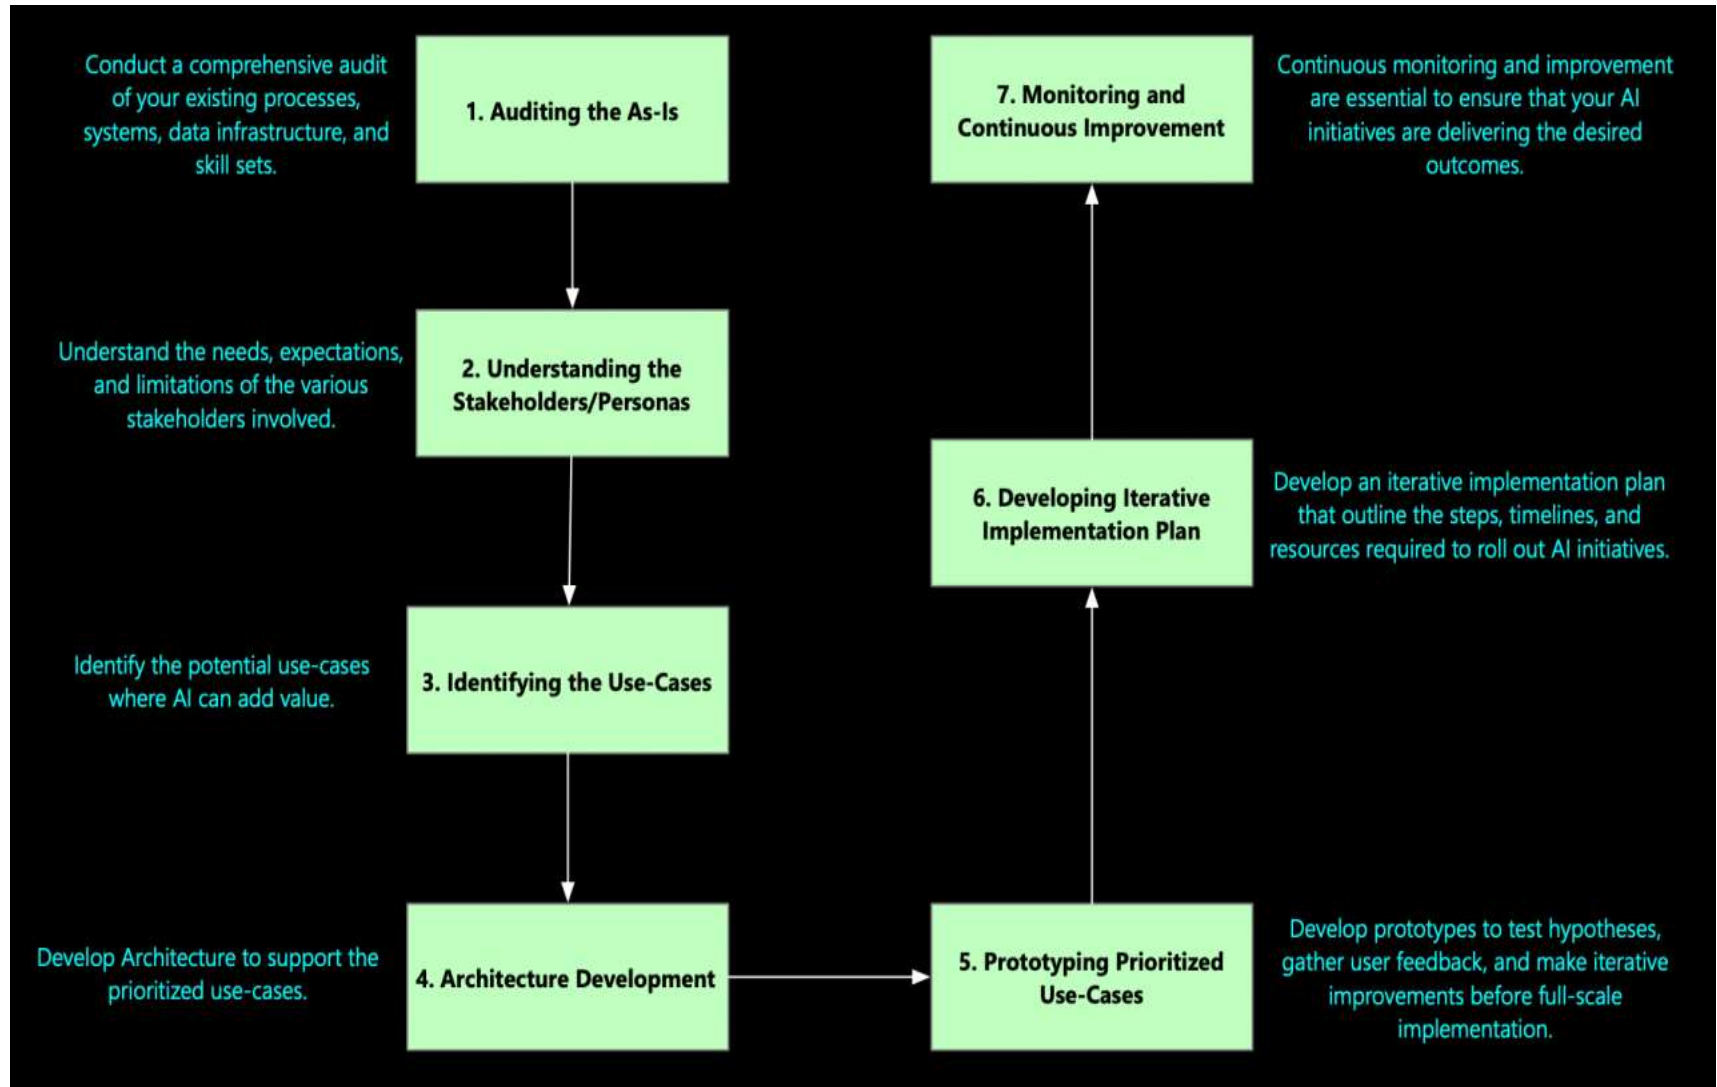 Conduct a comprehensive audit
of your existing processes,
systems, data infrastructure, and
skill sets.
1. Auditing the As-Is
Understand the needs, expectations,
and limitations of the various
stakeholders involved.
2. Understanding the
Stakeholders/Personas
Identify the potential use-cases
where AI can add value.
3. Identifying the Use-Cases
Develop Architecture to support the
prioritized use-cases.
4. Architecture Development
5. Prototyping Prioritized
Use-Cases
Develop prototypes to test hypotheses,
gather user feedback, and make iterative
improvements before full-scale
implementation.
6. Developing Iterative
Implementation Plan
Develop an iterative implementation plan
that outline the steps, timelines, and
resources required to roll out AI initiatives.
7. Monitoring and
Continuous Improvement
Continuous monitoring and improvement
are essential to ensure that your AI
initiatives are delivering the desired
outcomes.